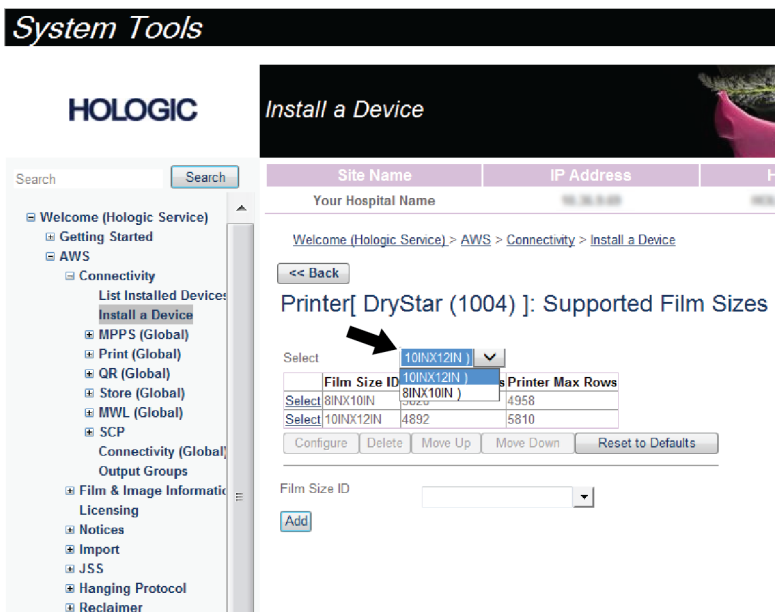 System Tools
HOLOGIC
Install a Device
Search Search
Site Name IP Address H
Your Hospital Name
Welcome (Hologic Service)
Getting Started
AWS
Connectivity
List Installed Devices
Install a Device
MPPS (Global)
Print (Global)
QR (Global)
Store (Global)
MWL (Global)
SCP
Connectivity (Global)
Output Groups
Film & Image Informatic
Licensing
Notices
Import
JSS
Hanging Protocol
Reclaimer
Welcome (Hologic Service) > AWS > Connectivity > Install a Device
<< Back
Printer[ DryStar (1004) ]: Supported Film Sizes
Select 10INX12IN )
10INX12IN )
8INX10IN )
Film Size ID s Printer Max Rows
Select 8INX10IN 4958
Select 10INX12IN 4892 5810
Configure Delete Move Up Move Down Reset to Defaults
Film Size ID
Add